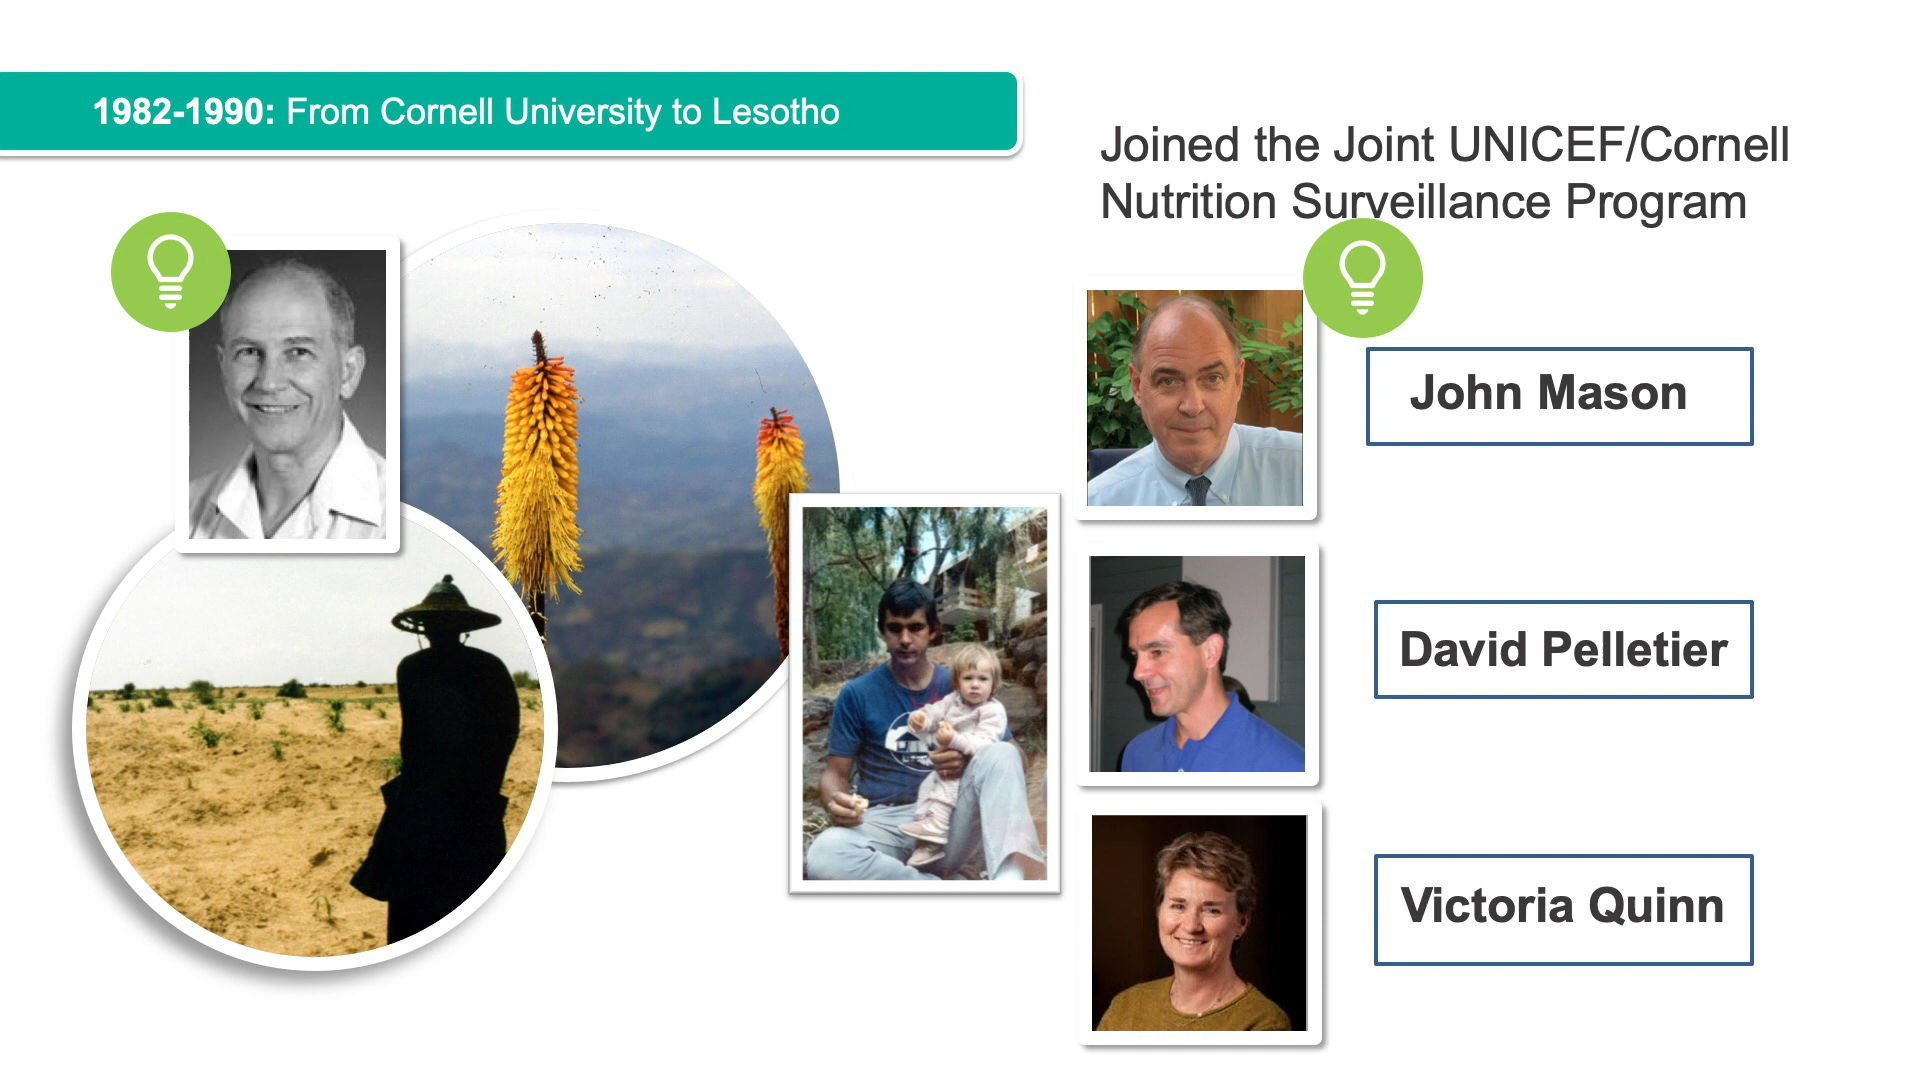 1982-1990: From Cornell University to Lesotho
Joined the Joint UNICEF/Cornell
Nutrition Surveillance Program
John Mason
David Pelletier
Victoria Quinn